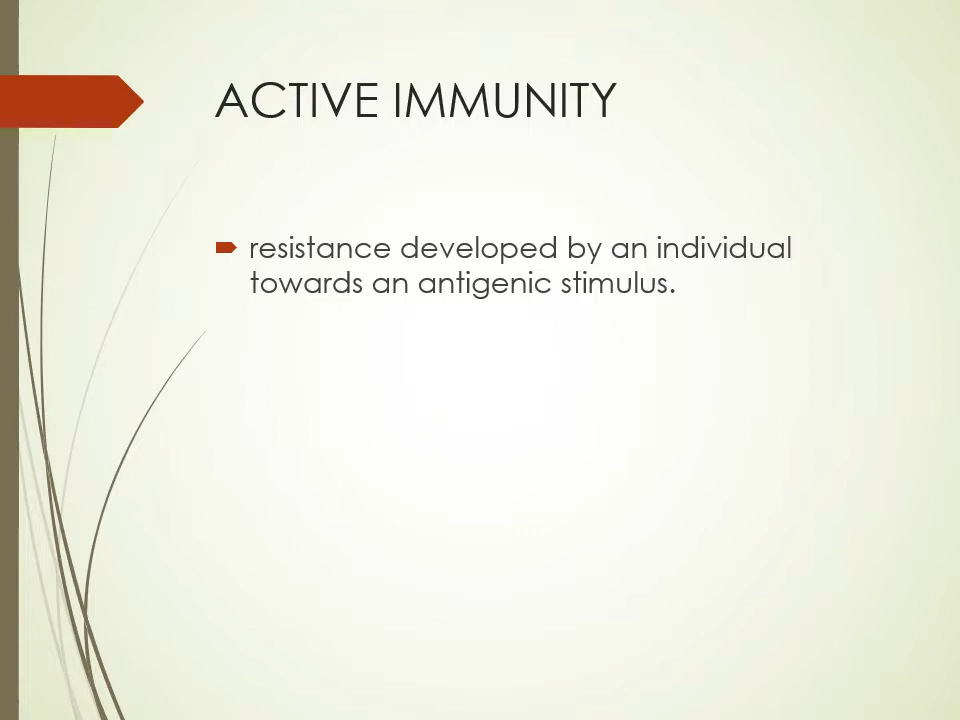 ACTIVE IMMUNITY
resistance developed by an individual
towards an antigenic stimulus.